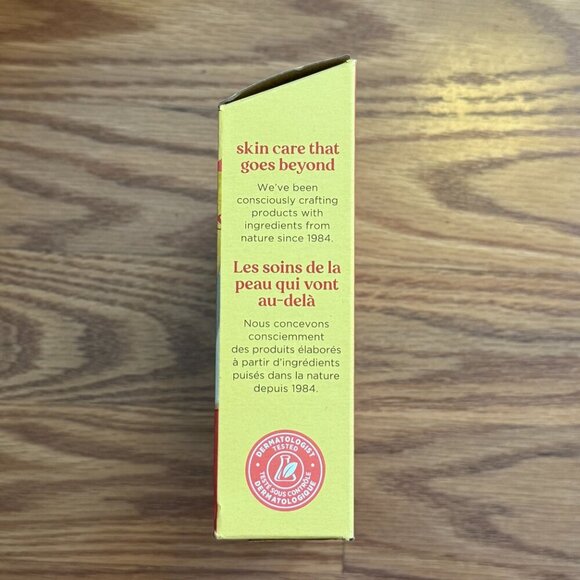 skin care that
goes beyond
We've been
consciously crafting
products with
ingredients from
nature since 1984.
Les soins de la
peau qui vont
au-delà
Nous concevons
consciemment
des produits élaborés
à partir d'ingrédients
puisés dans la nature
depuis 1984.
DERMATOLOGIST
TESTED
TESTÉ SOUS CONTRÔLE
DERMATOLOGIQUE